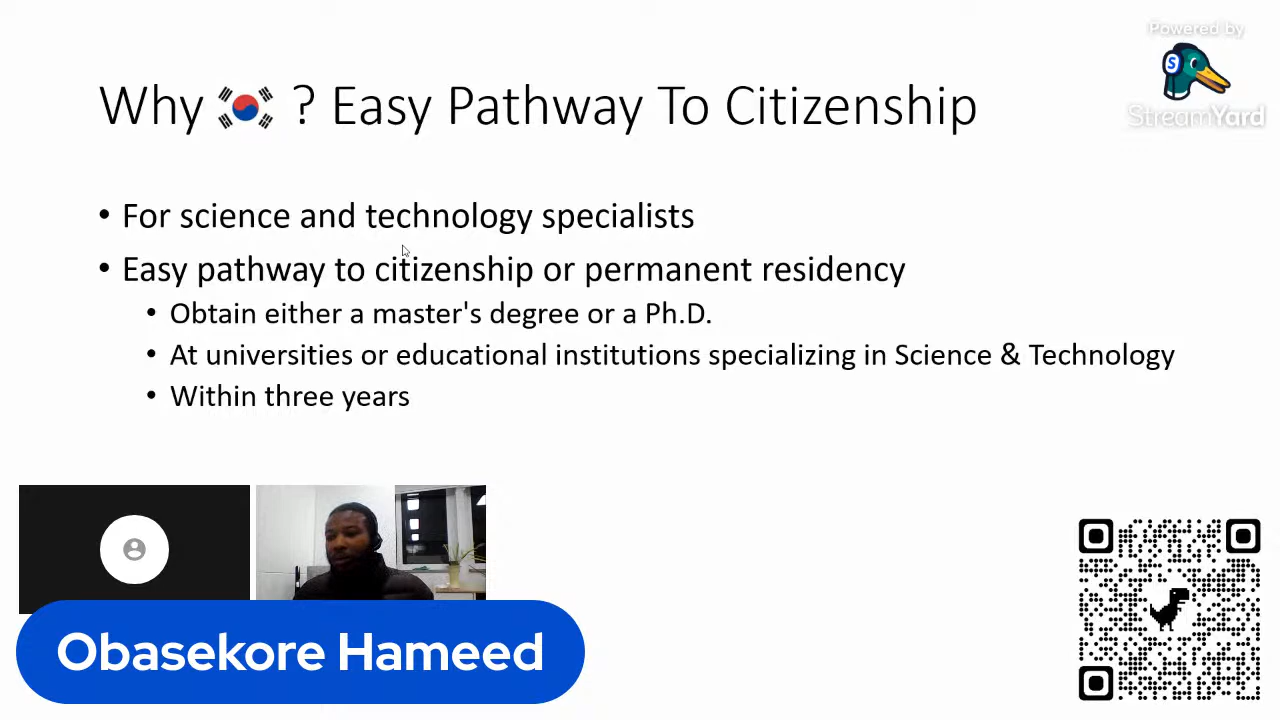 Powered by
StreamYard
Why 🇰🇷 ? Easy Pathway To Citizenship
• For science and technology specialists
• Easy pathway to citizenship or permanent residency
• Obtain either a master's degree or a Ph.D.
• At universities or educational institutions specializing in Science & Technology
• Within three years
Obasekore Hameed